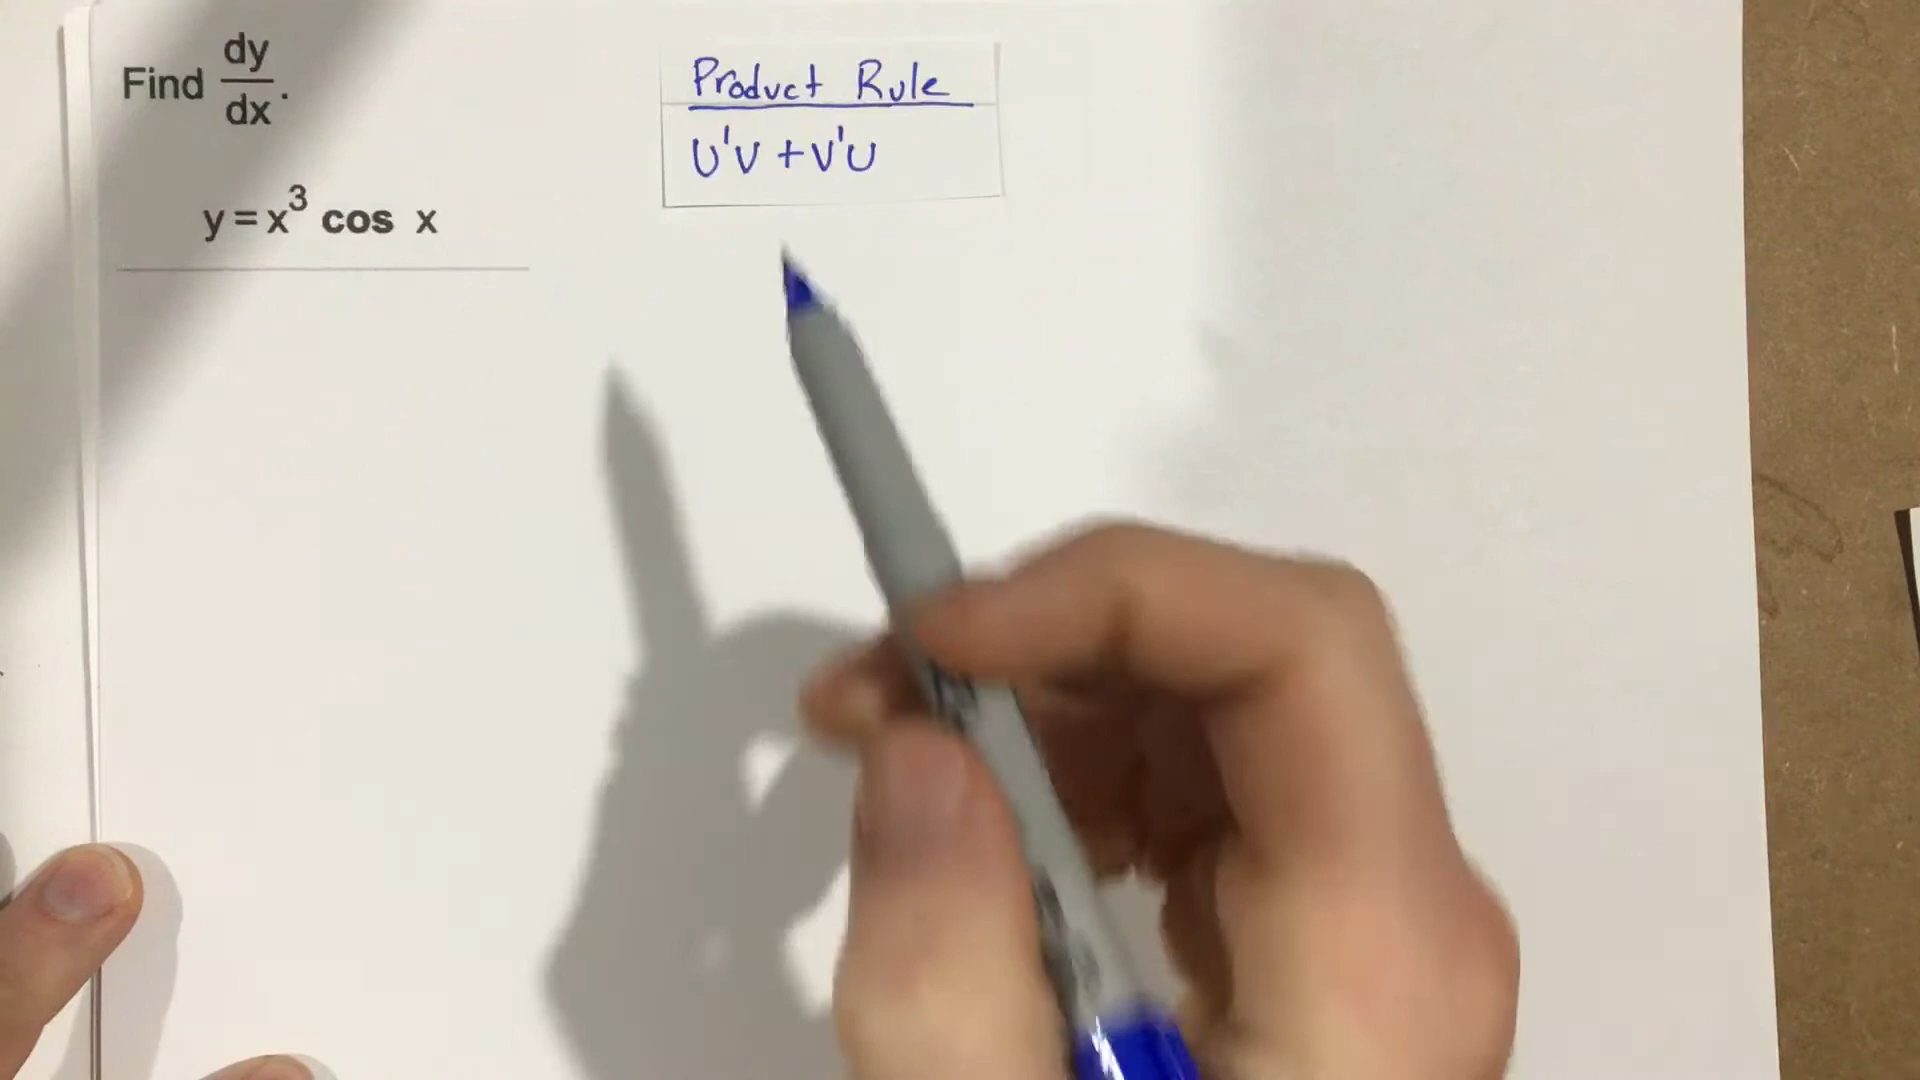 Find dy/dx.
y = x³ cos x
Product Rule
U'V + V'U